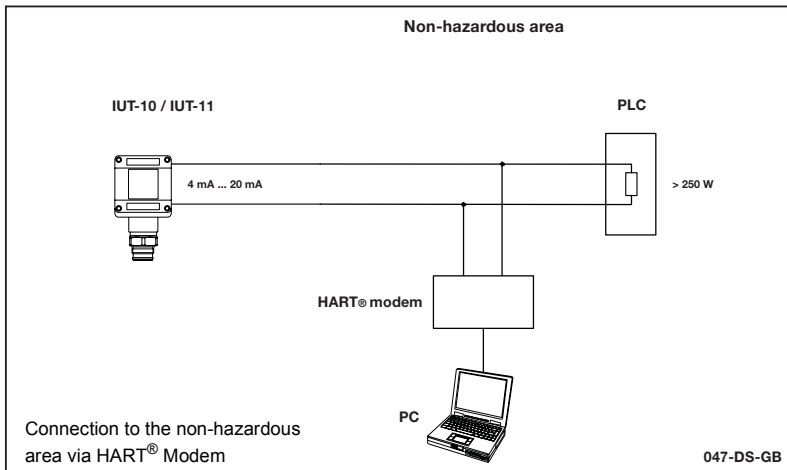 Non-hazardous area
IUT-10 / IUT-11
PLC
4 mA ... 20 mA
> 250 W
HART® modem
PC
Connection to the non-hazardous
area via HART® Modem
047-DS-GB